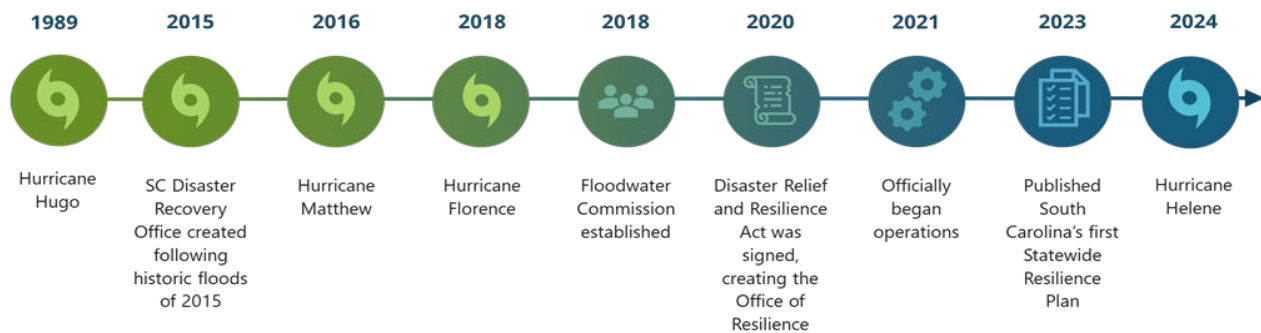 1989
2015
2016
2018
2018
2020
2021
2023
2024
Hurricane
Hugo
SC Disaster
Recovery
Office created
following
historic floods
of 2015
Hurricane
Matthew
Hurricane
Florence
Floodwater
Commission
established
Disaster Relief
and Resilience
Act was
signed,
creating the
Office of
Resilience
Officially
began
operations
Published
South
Carolina’s first
Statewide
Resilience
Plan
Hurricane
Helene